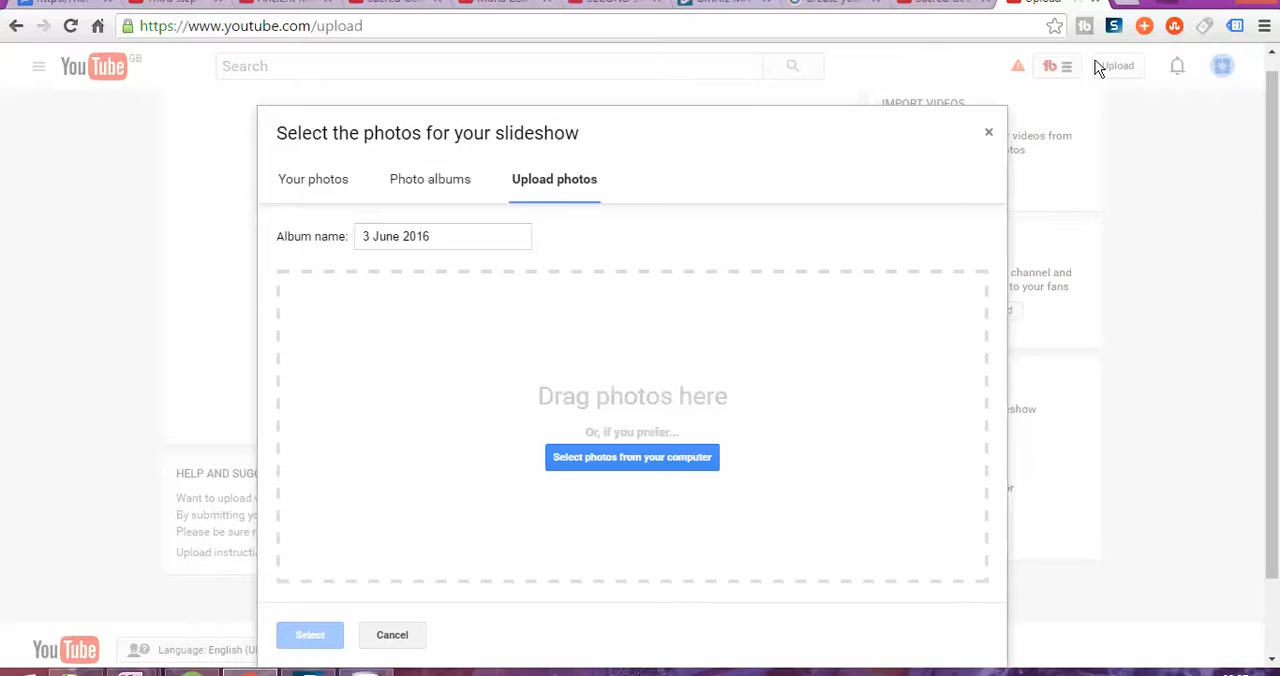 https://www.youtube.com/upload
YouTube GB
Search
Upload
IMPORT VIDEOS
Select the photos for your slideshow
videos from
Your photos
Photo albums
Upload photos
Album name: 3 June 2016
channel and
to your fans
Drag photos here
Or, if you prefer...
Select photos from your computer
HELP AND SUGG
Want to upload
By submitting yo
Please be sure
Upload instructi
Select
Cancel
YouTube
Language: English (U